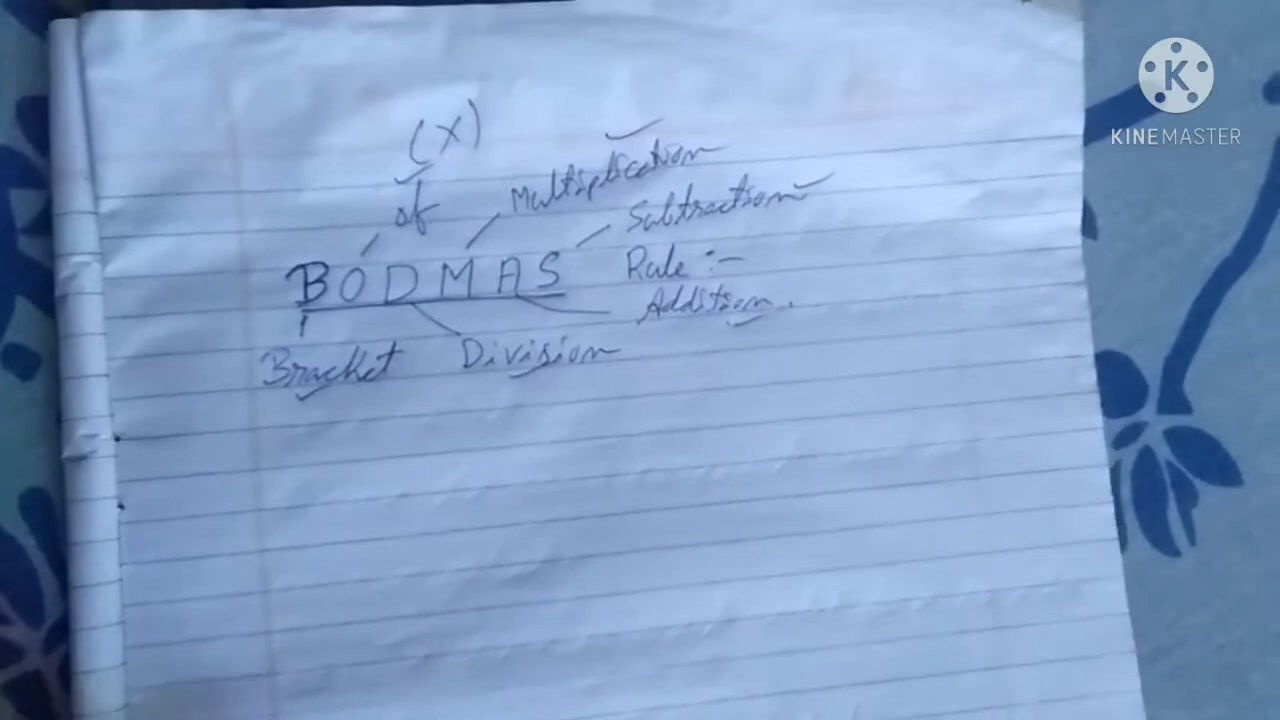 (X)
of
Multiplication
Subtraction
BODMAS Rule :-
Addition.
Bracket Division
KINEMASTER